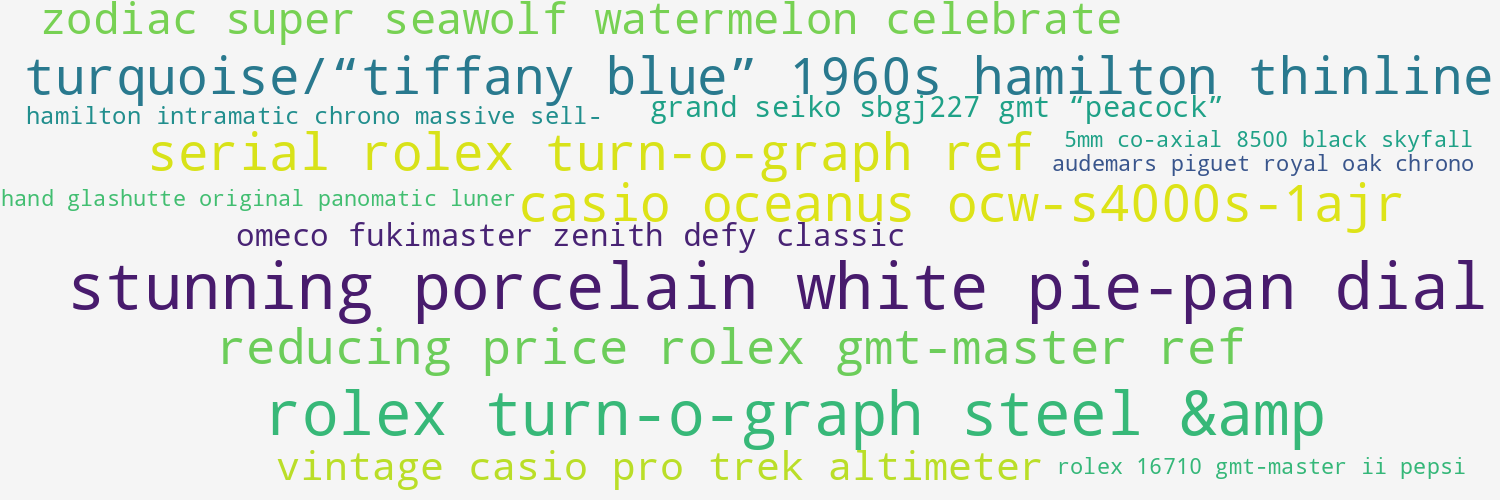 zodiac super seawolf watermelon celebrate
turquoise/“tiffany blue” 1960s hamilton thinline
hamilton intramatic chrono massive sell-
grand seiko sbgj227 gmt “peacock”
serial rolex turn-o-graph ref
5mm co-axial 8500 black skyfall
audemars piguet royal oak chrono
hand glashutte original panomatic luner
casio oceanus ocw-s4000s-1ajr
omeco fukimaster zenith defy classic
stunning porcelain white pie-pan dial
reducing price rolex gmt-master ref
rolex turn-o-graph steel &amp
vintage casio pro trek altimeter
rolex 16710 gmt-master ii pepsi